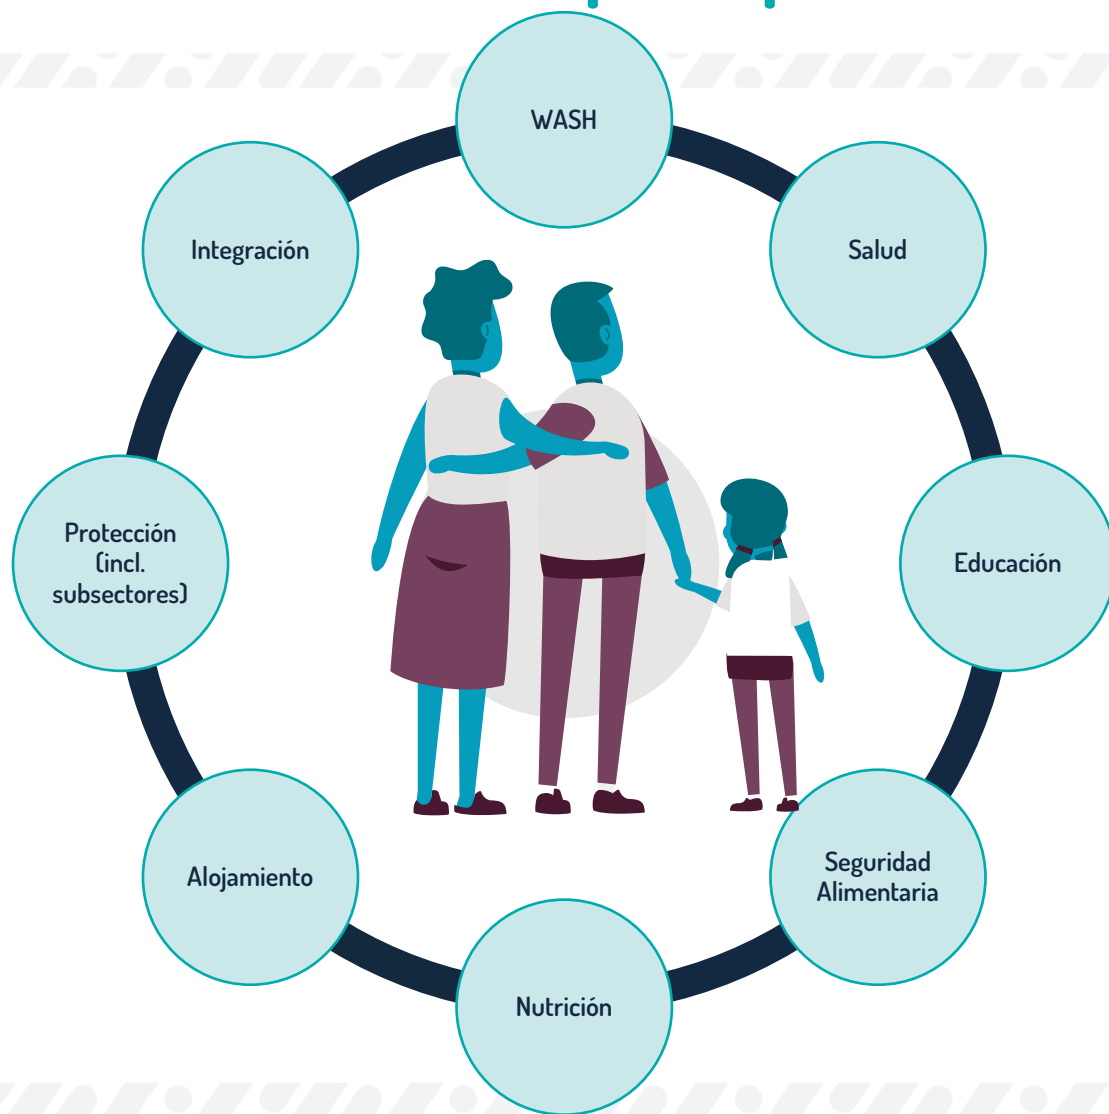 WASH
Salud
Educación
Seguridad
Alimentaria
Nutrición
Alojamiento
Protección
(incl.
subsectores)
Integración